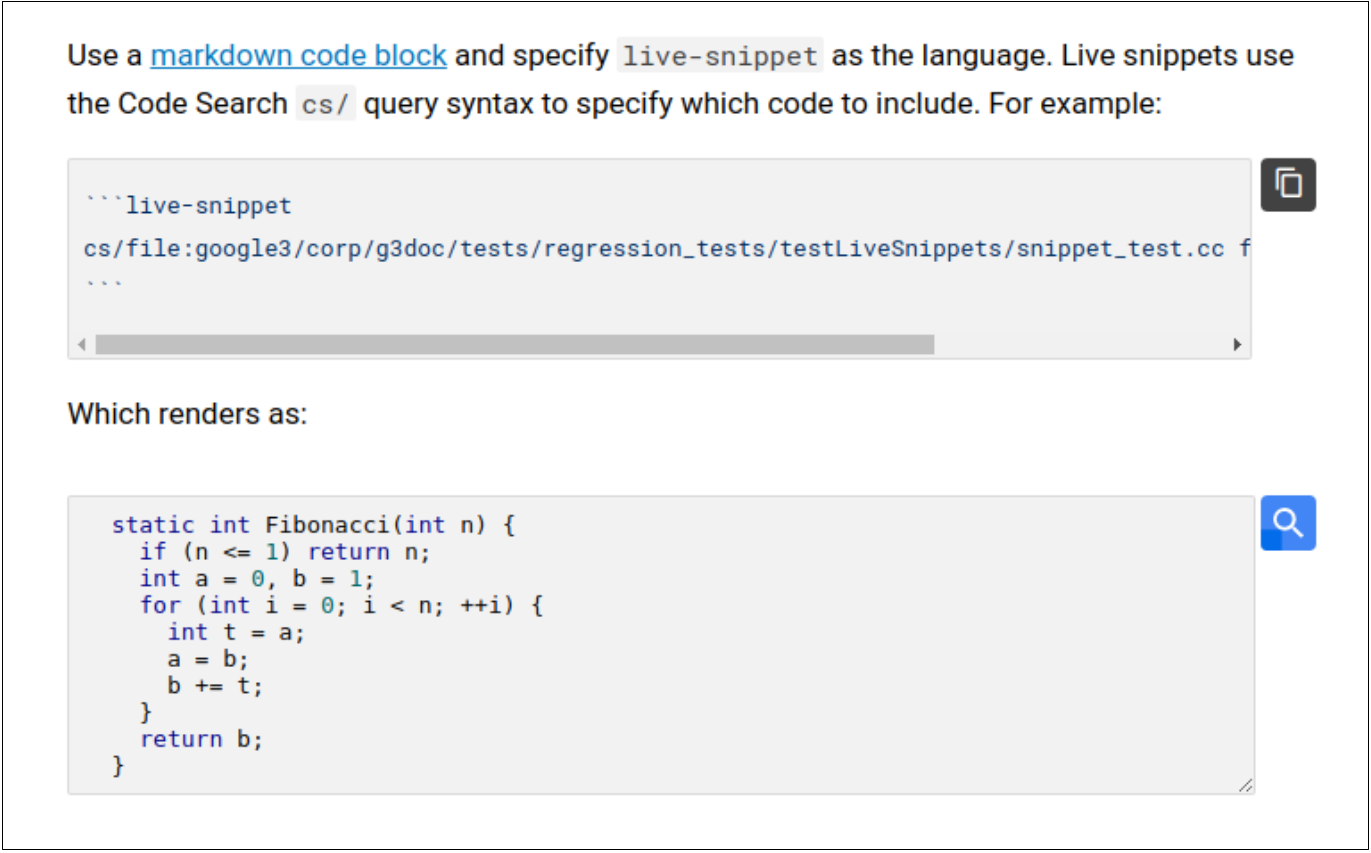 Use a markdown code block and specify live-snippet as the language. Live snippets use
the Code Search cs/ query syntax to specify which code to include. For example:
```live-snippet
cs/file:google3/corp/g3doc/tests/regression_tests/testLiveSnippets/snippet_test.cc f
```
Which renders as:
static int Fibonacci(int n) {
  if (n <= 1) return n;
  int a = 0, b = 1;
  for (int i = 0; i < n; ++i) {
    int t = a;
    a = b;
    b += t;
  }
  return b;
}